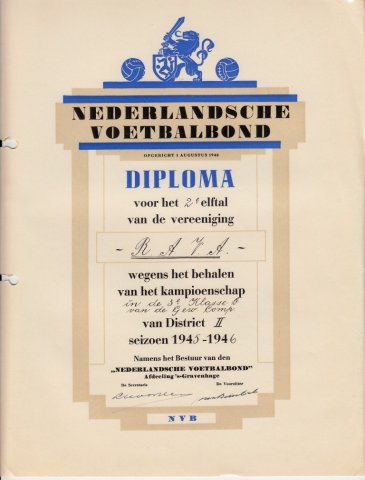 NEDERLANDSCHE
VOETBALBOND
OPGERICHT 1 AUGUSTUS 1940
DIPLOMA
voor het 2e elftal
van de vereeniging
- R A V A -
wegens het behalen
van het kampioenschap
in de 3e Klasse
van de Gew Comp
van District II
seizoen 1945-1946
Namens het Bestuur van den
„NEDERLANDSCHE VOETBALBOND"
Afdeeling 's-Gravenhage
De Secretaris De Voorzitter
NVB